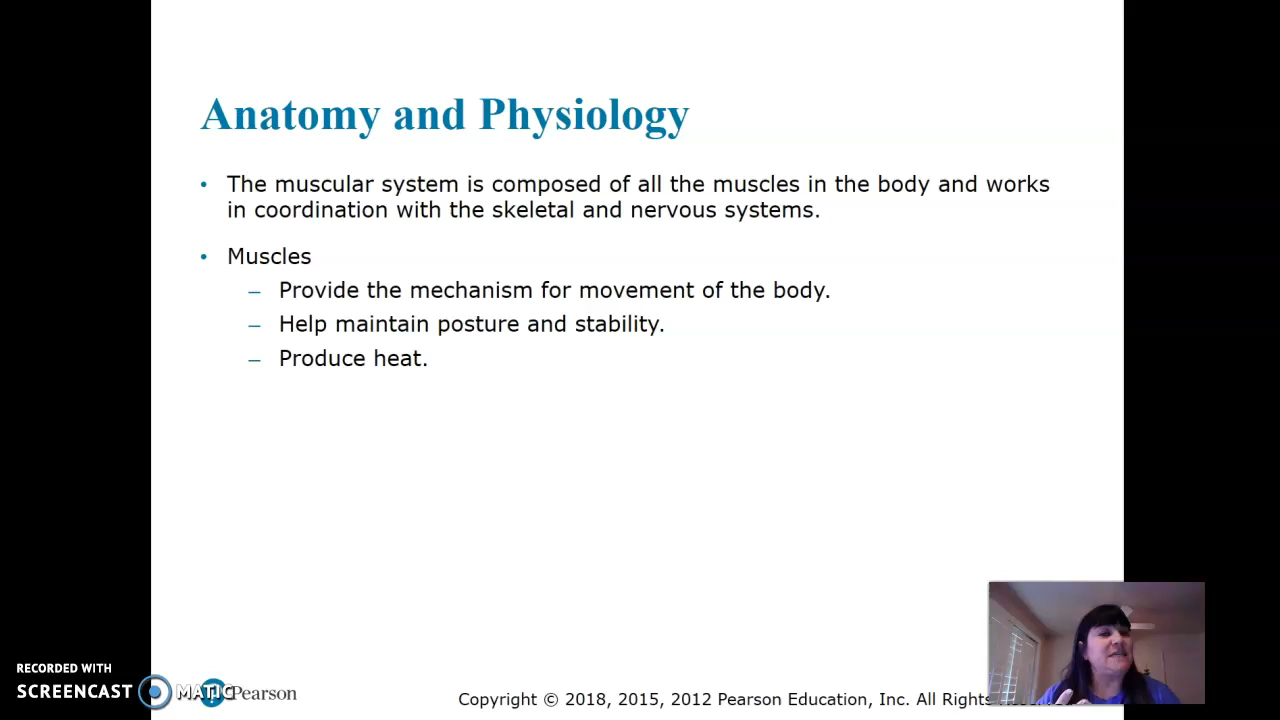 Anatomy and Physiology
• The muscular system is composed of all the muscles in the body and works
in coordination with the skeletal and nervous systems.
• Muscles
– Provide the mechanism for movement of the body.
– Help maintain posture and stability.
– Produce heat.
RECORDED WITH
SCREENCAST MATIC
Pearson
Copyright © 2018, 2015, 2012 Pearson Education, Inc. All Rights